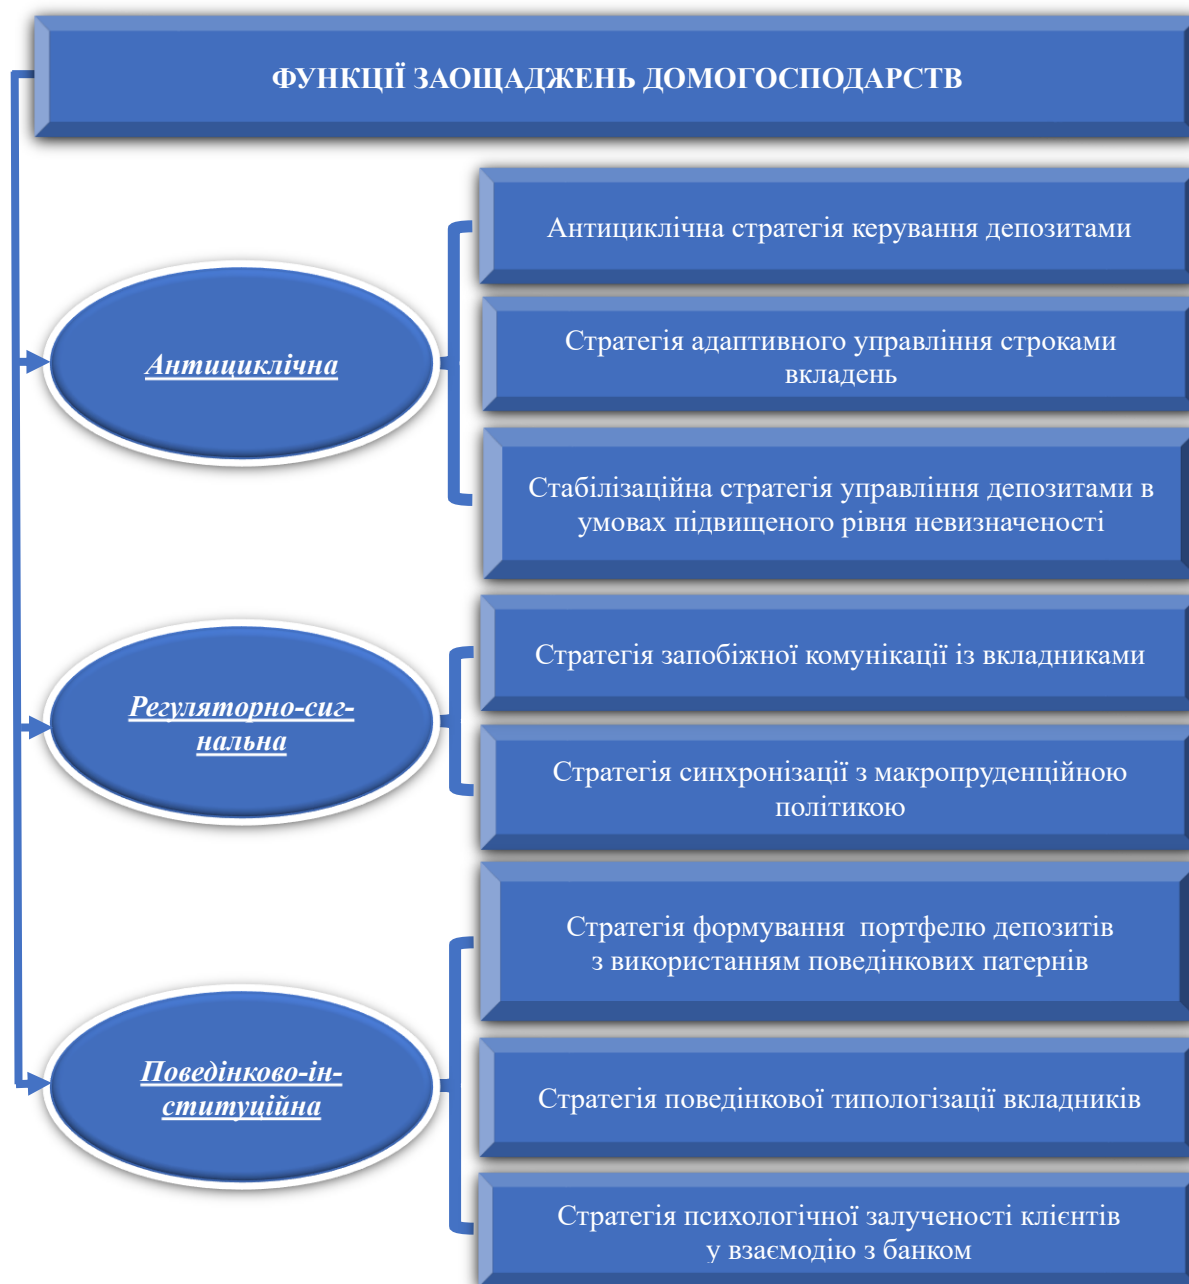 ФУНКЦІЇ ЗАОЩАДЖЕНЬ ДОМОГОСПОДАРСТВ
Антициклічна
Антициклічна стратегія керування депозитами
Стратегія адаптивного управління строками
вкладень
Стабілізаційна стратегія управління депозитами в
умовах підвищеного рівня невизначеності
Регуляторно-сиг-
нальна
Стратегія запобіжної комунікації із вкладниками
Стратегія синхронізації з макропруденційною
політикою
Поведінково-ін-
ституційна
Стратегія формування портфелю депозитів
з використанням поведінкових патернів
Стратегія поведінкової типологізації вкладників
Стратегія психологічної залученості клієнтів
у взаємодію з банком